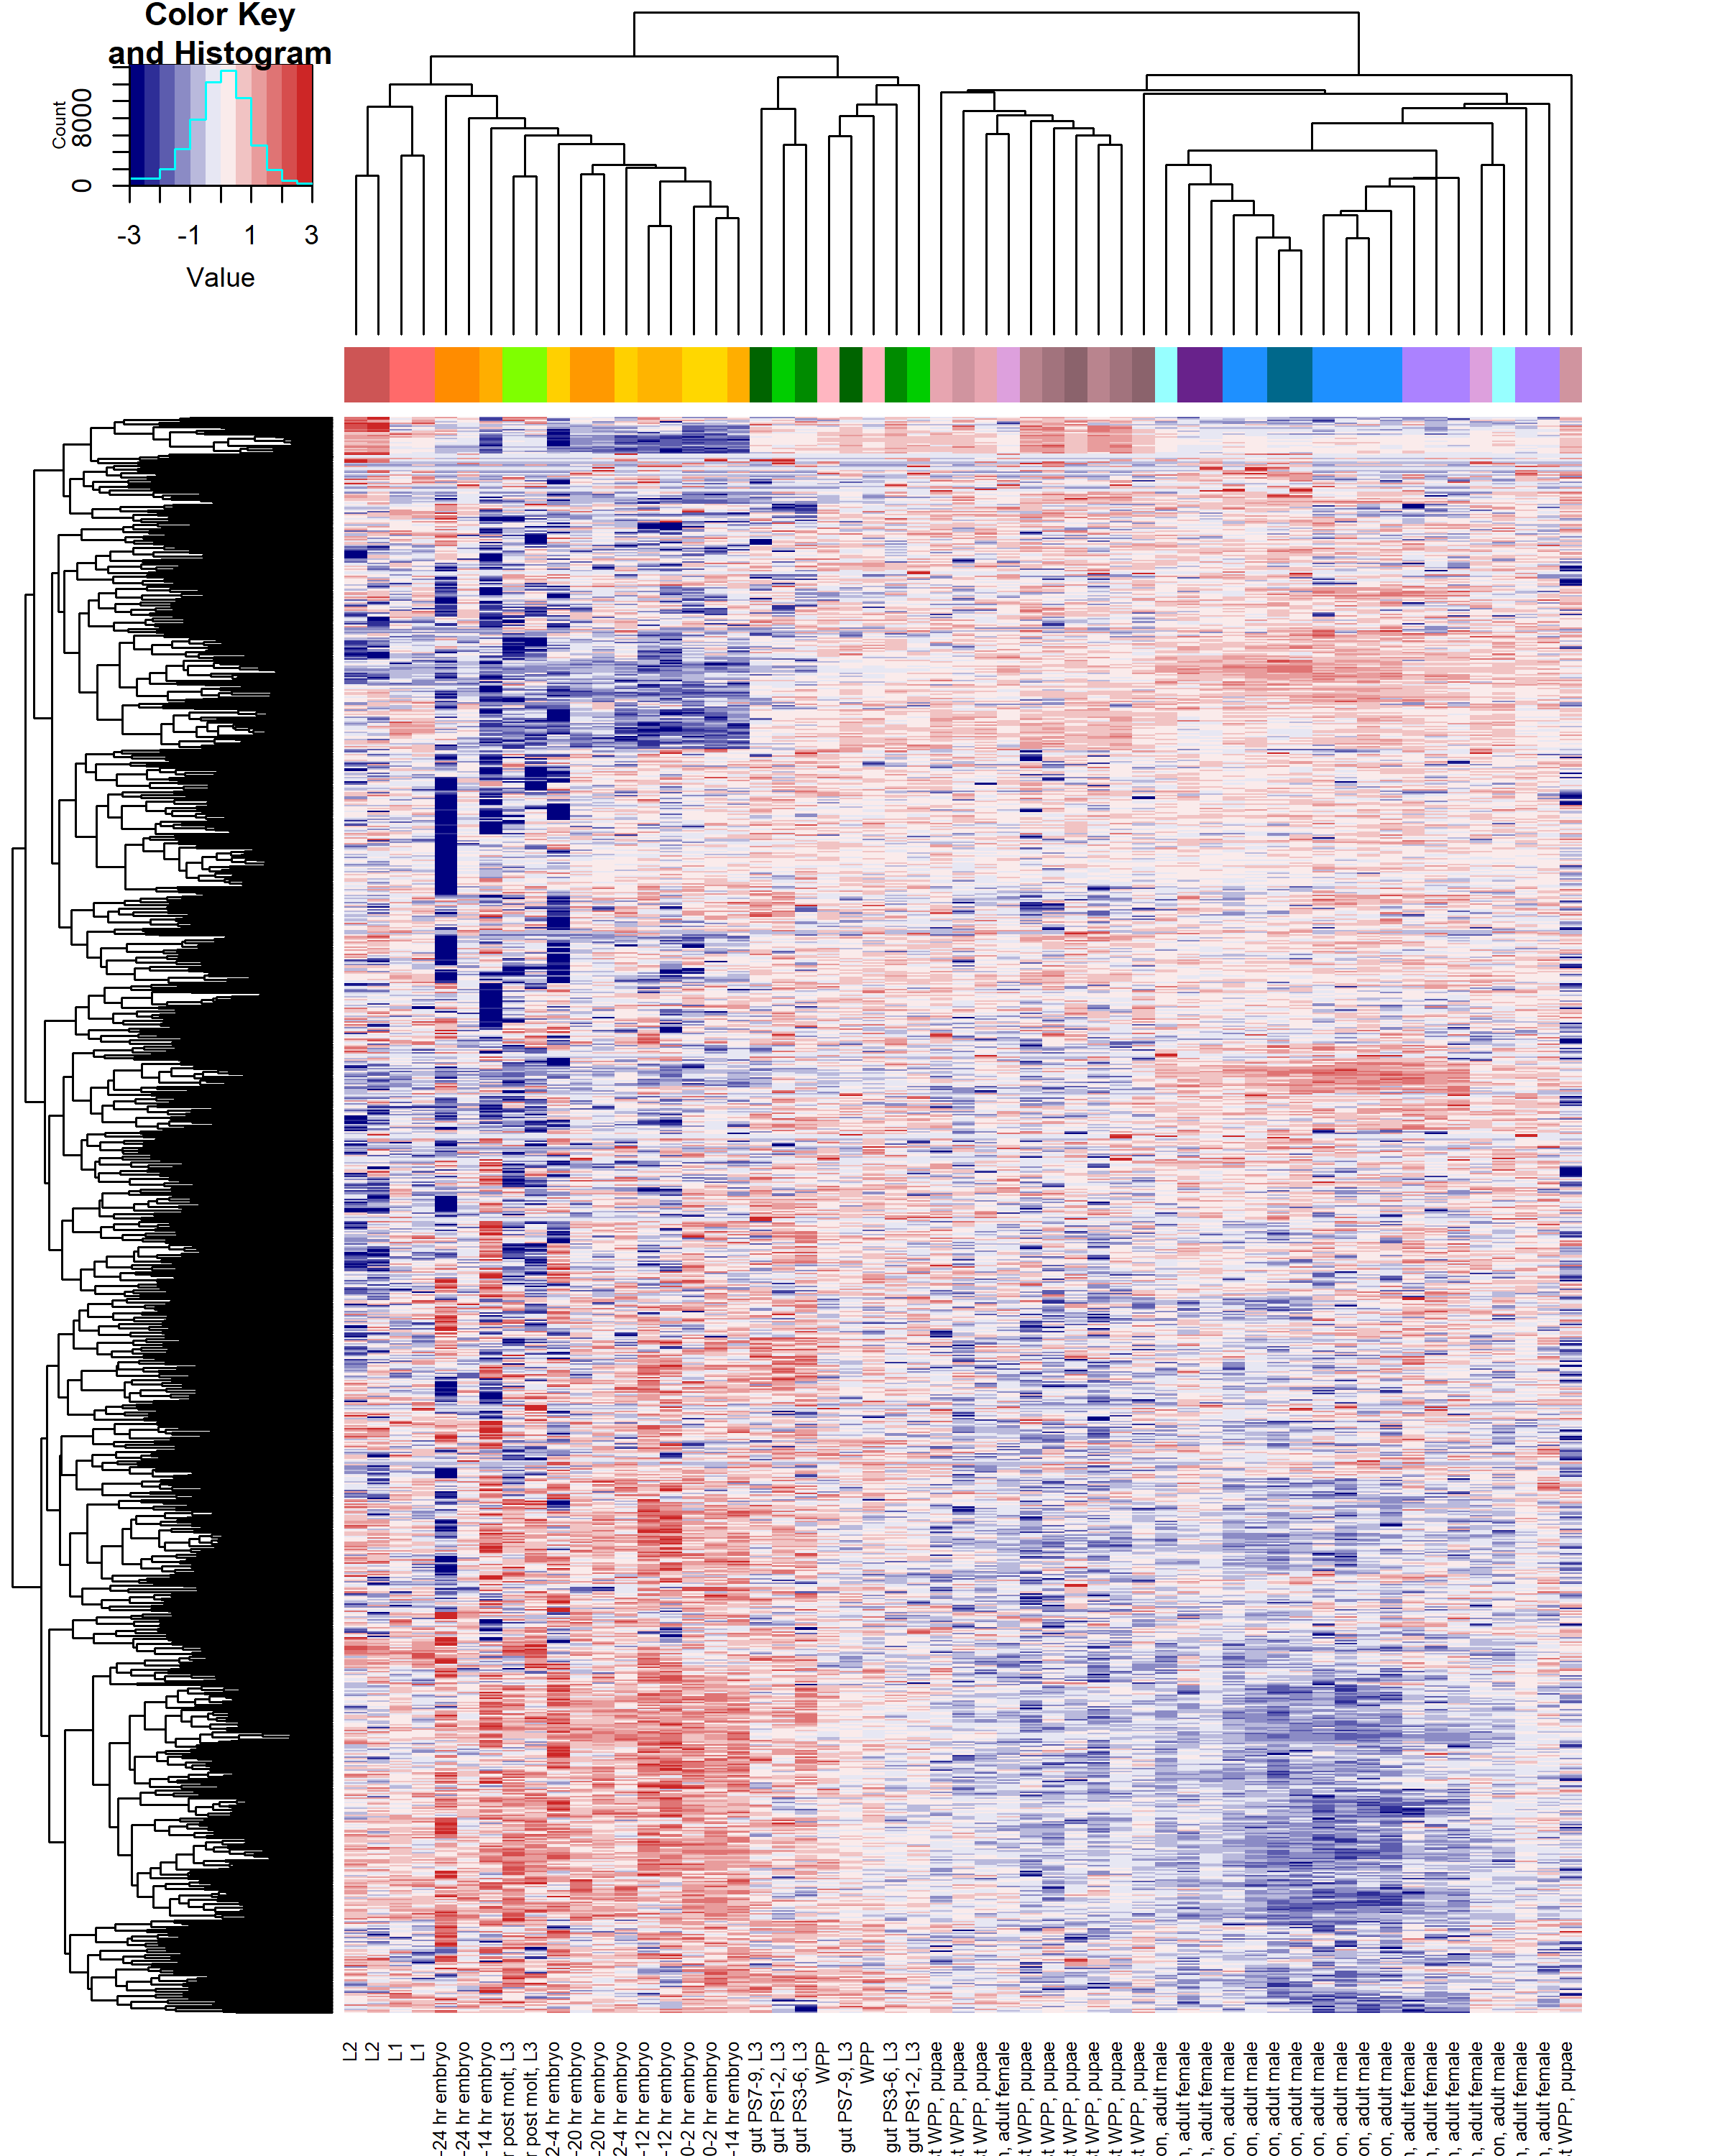 Color Key
and Histogram
Count
0 8000
-3 -1 1 3
Value
L2
L2
L1
L1
-24 hr embryo
-24 hr embryo
-14 hr embryo
r post molt, L3
r post molt, L3
2-4 hr embryo
-20 hr embryo
-20 hr embryo
2-4 hr embryo
-12 hr embryo
-12 hr embryo
0-2 hr embryo
0-2 hr embryo
-14 hr embryo
gut PS7-9, L3
gut PS1-2, L3
gut PS3-6, L3
WPP
gut PS7-9, L3
WPP
gut PS3-6, L3
gut PS1-2, L3
t WPP, pupae
t WPP, pupae
t WPP, pupae
n, adult male
t WPP, pupae
t WPP, pupae
t WPP, pupae
t WPP, pupae
t WPP, pupae
t WPP, pupae
on, adult male
n, adult female
n, adult female
on, adult male
on, adult male
on, adult male
on, adult male
on, adult male
on, adult male
on, adult male
on, adult male
n, adult female
n, adult female
n, adult female
n, adult male
on, adult male
n, adult female
n, adult female
t WPP, pupae